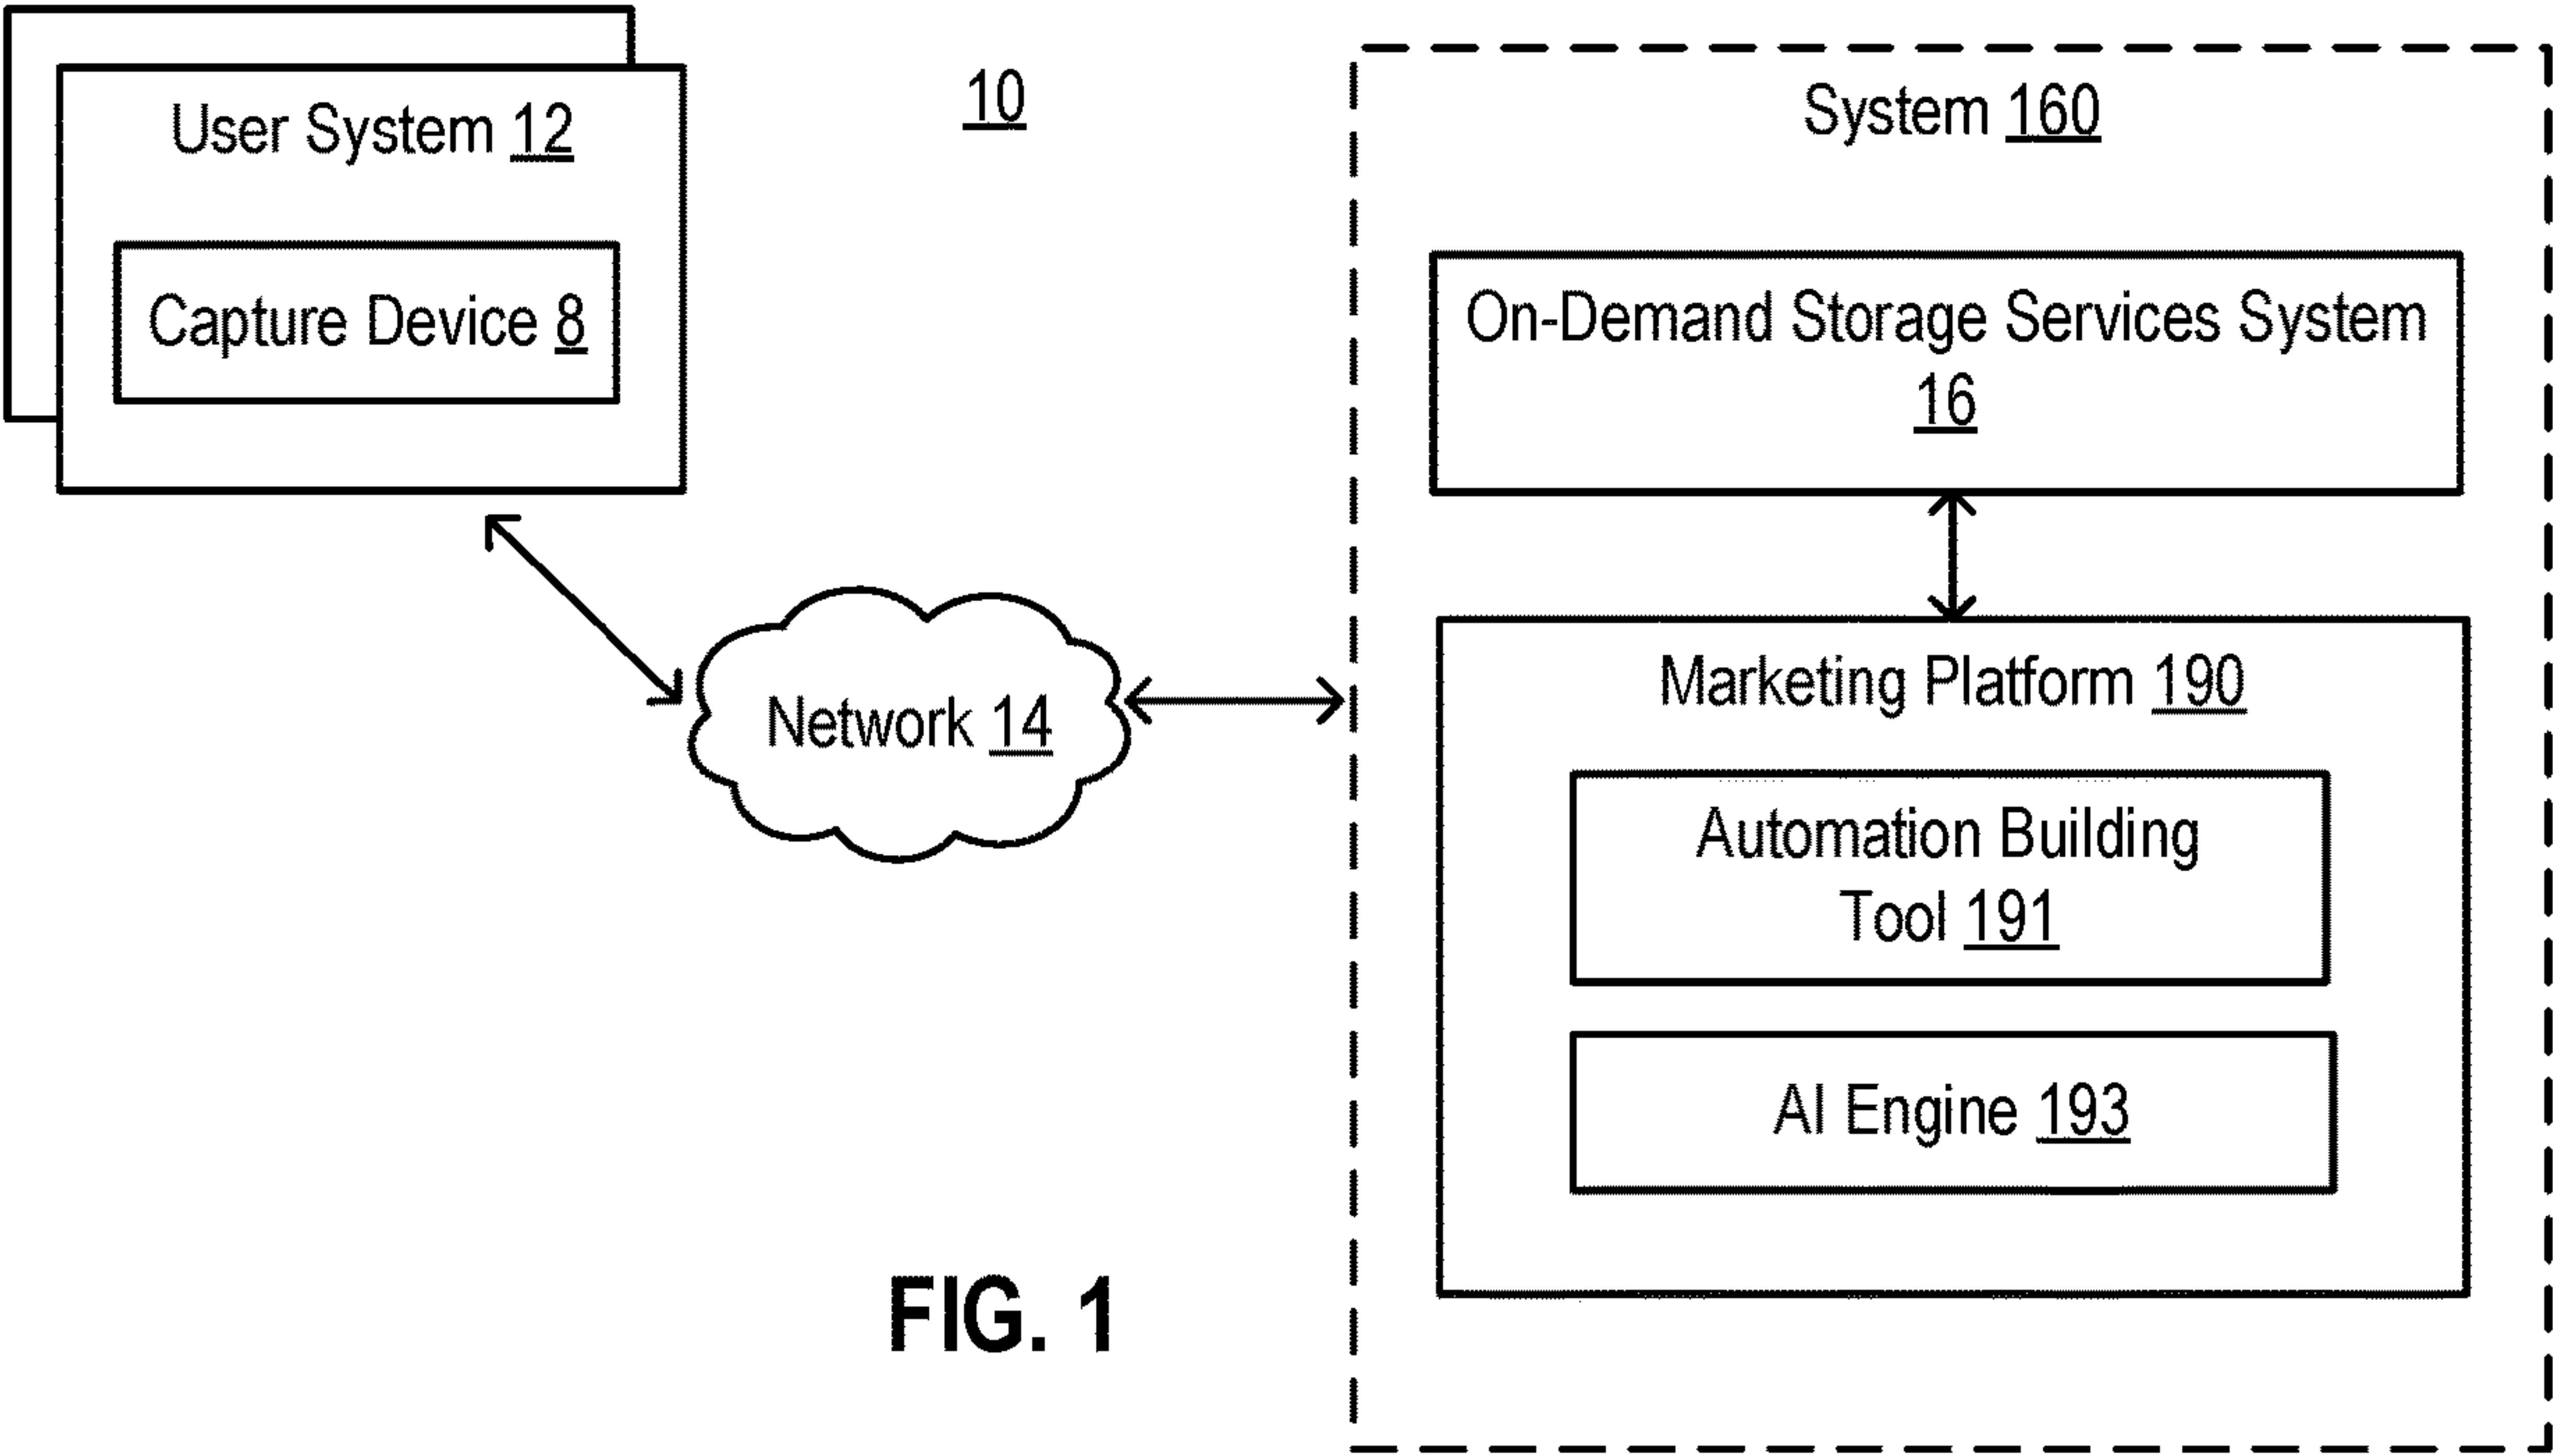 User System 12
Capture Device 8
10
Network 14
System 160
On-Demand Storage Services System
16
Marketing Platform 190
Automation Building
Tool 191
AI Engine 193
FIG. 1